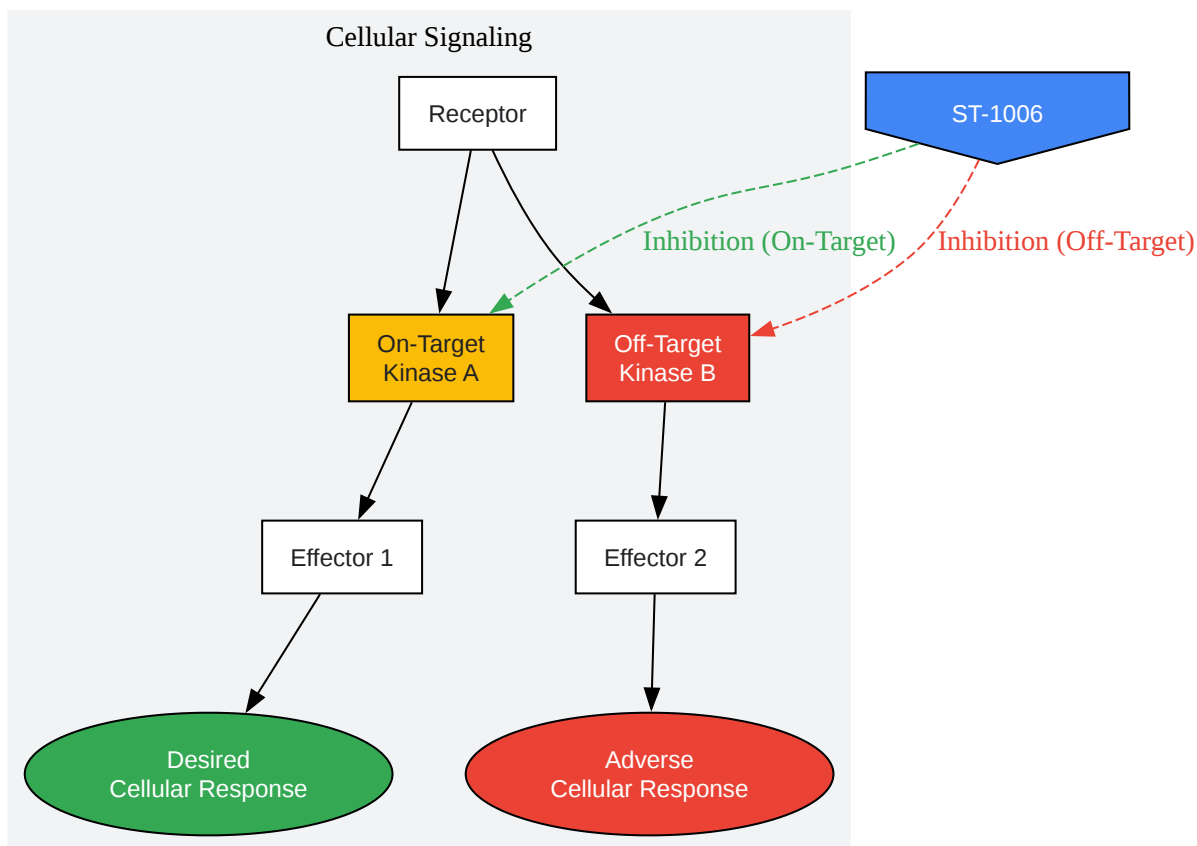 Cellular Signaling
Receptor
ST-1006
Inhibition (On-Target)
Inhibition (Off-Target)
On-Target
Kinase A
Off-Target
Kinase B
Effector 1
Effector 2
Desired
Cellular Response
Adverse
Cellular Response